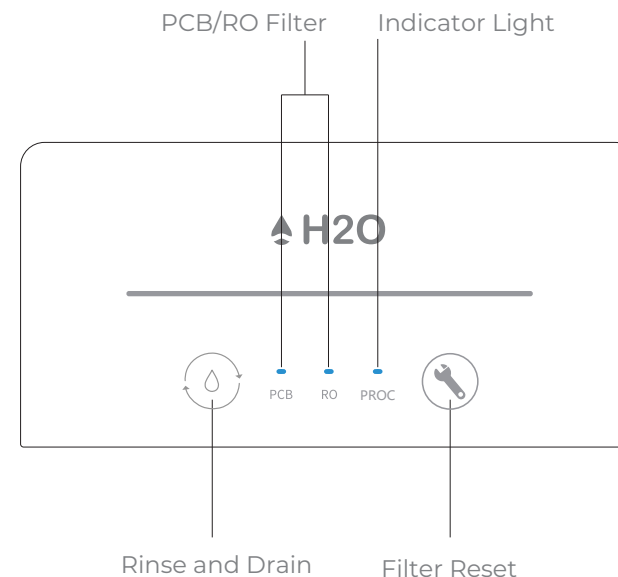 PCB/RO Filter
Indicator Light
H2O
PCB
RO
PROC
Rinse and Drain
Filter Reset